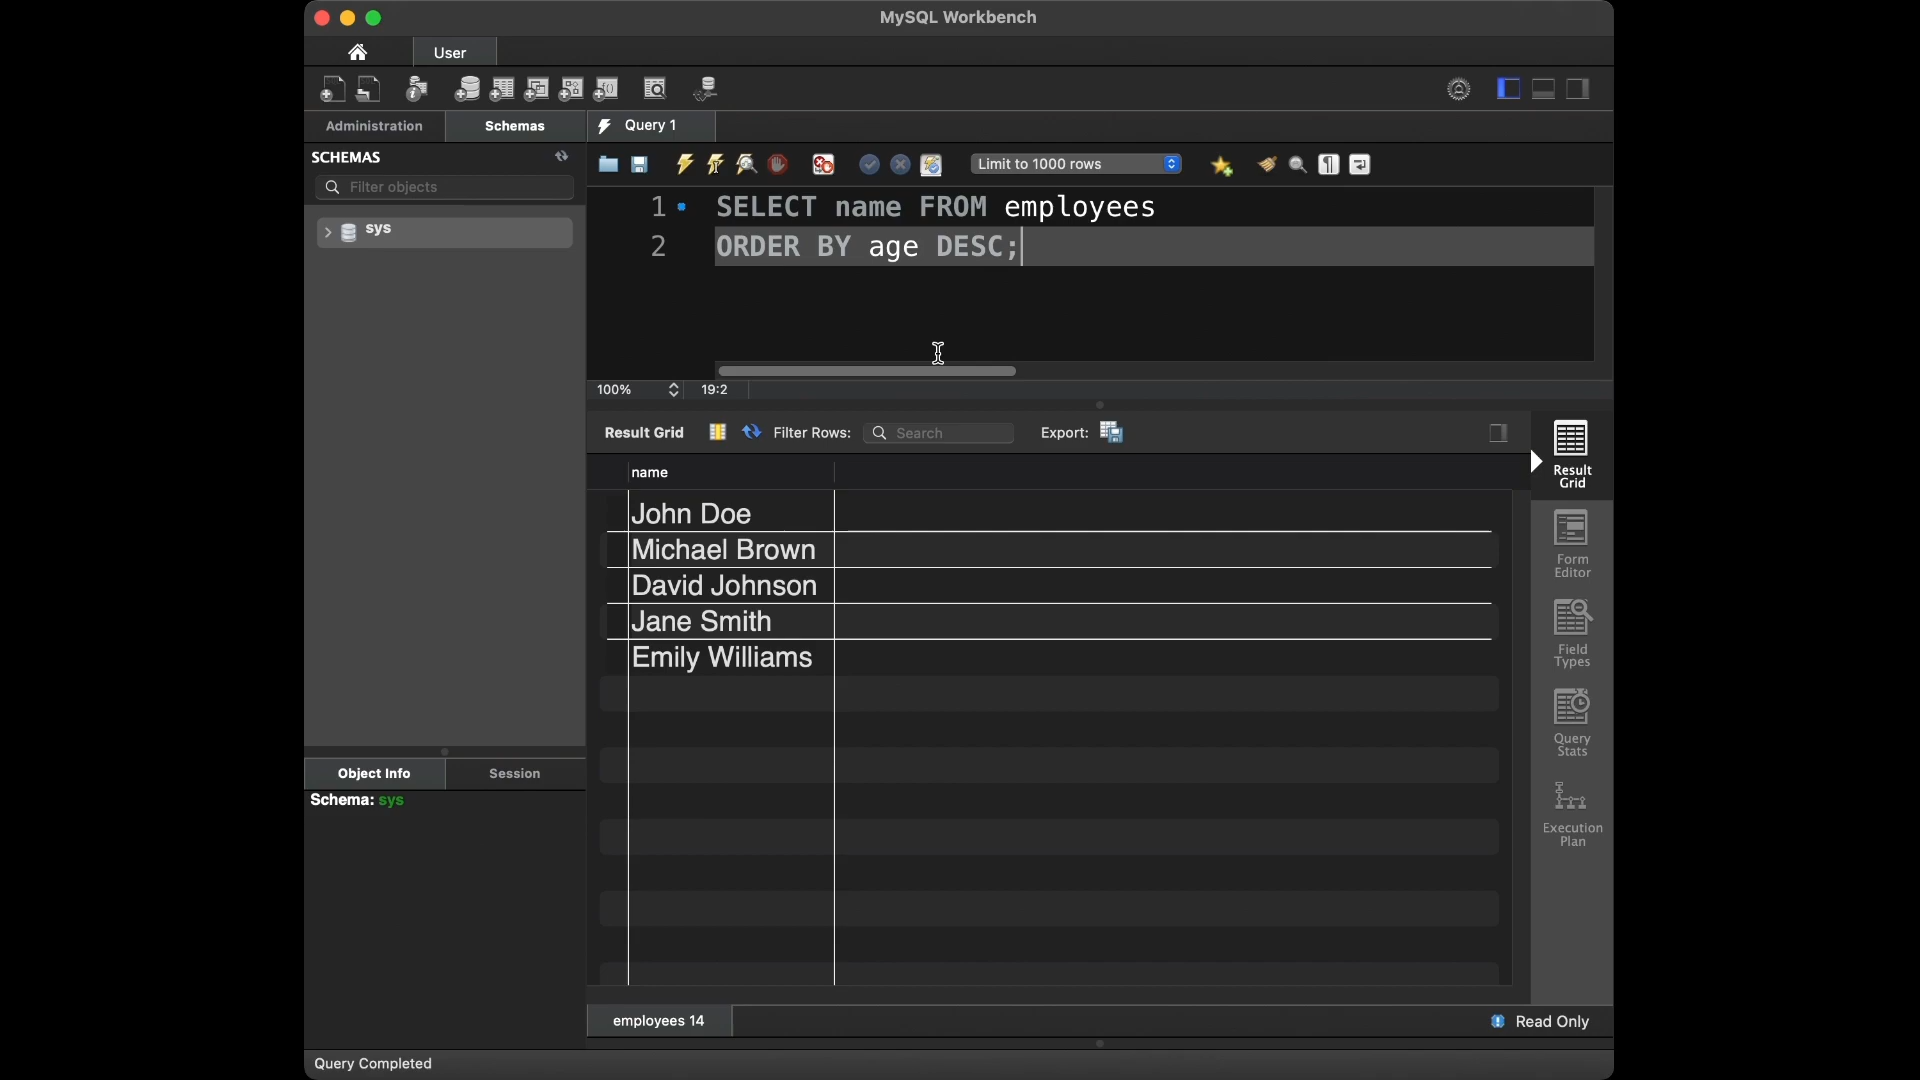 MySQL Workbench
User
Administration
Schemas
Query 1
SCHEMAS
Filter objects
Limit to 1000 rows
sys
1 SELECT name FROM employees
2 ORDER BY age DESC;
100% 19:2
Result Grid
Filter Rows:
Search
Export:
name
John Doe
Michael Brown
David Johnson
Jane Smith
Emily Williams
Result
Grid
Form
Editor
Field
Types
Query
Stats
Execution
Plan
Object Info
Session
Schema: sys
employees 14
Read Only
Query Completed